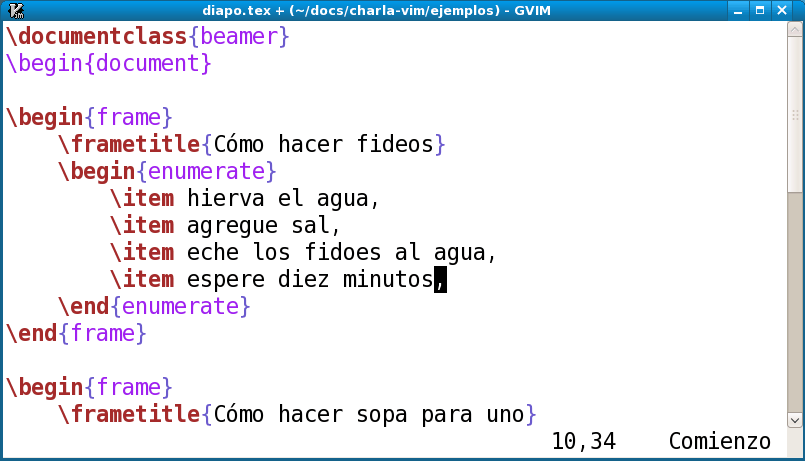 diapo.tex + (~/docs/charla-vim/ejemplos) - GVIM
\documentclass{beamer}
\begin{document}
\begin{frame}
\frametitle{Cómo hacer fideos}
\begin{enumerate}
\item hierva el agua,
\item agregue sal,
\item eche los fidoes al agua,
\item espere diez minutos,
\end{enumerate}
\end{frame}
\begin{frame}
\frametitle{Cómo hacer sopa para uno}
10,34 Comienzo